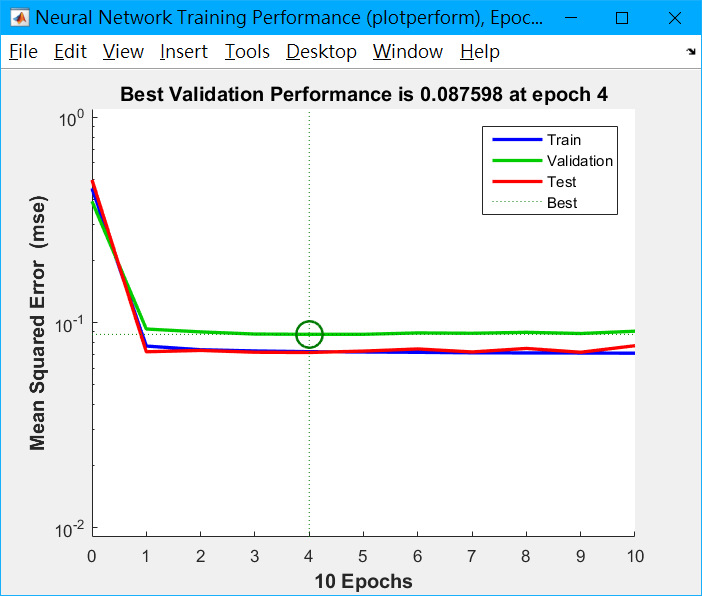 Neural Network Training Performance (plotperform), Epoc...
File Edit View Insert Tools Desktop Window Help
Best Validation Performance is 0.087598 at epoch 4
10^0
10^-1
10^-2
Mean Squared Error (mse)
Train
Validation
Test
Best
0 1 2 3 4 5 6 7 8 9 10
10 Epochs